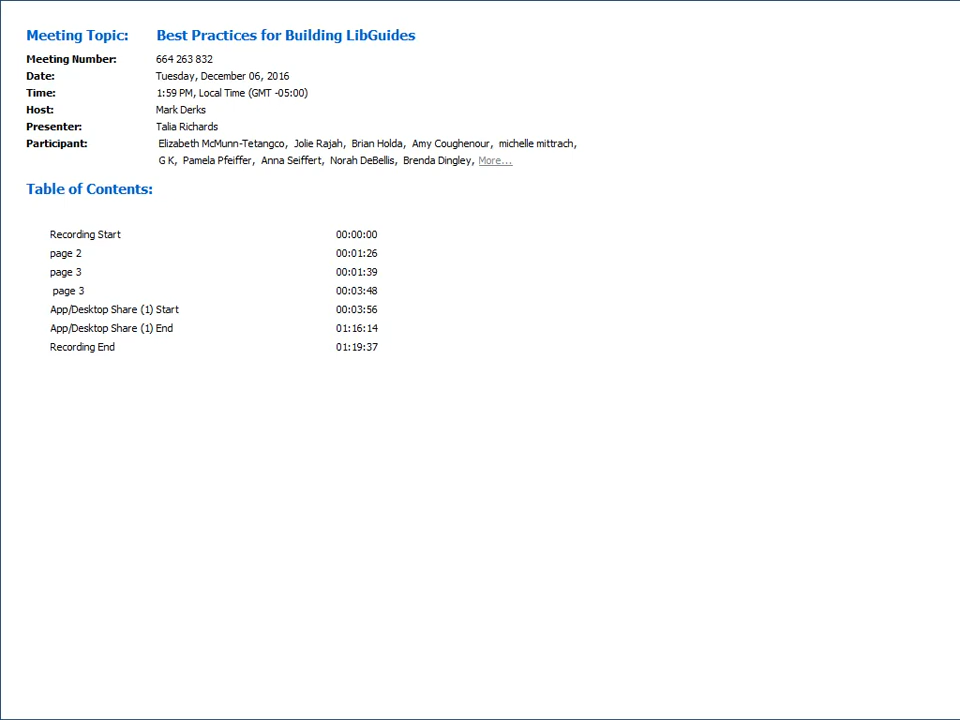 Meeting Topic: Best Practices for Building LibGuides
Meeting Number: 664 263 832
Date: Tuesday, December 06, 2016
Time: 1:59 PM, Local Time (GMT -05:00)
Host: Mark Derks
Presenter: Talia Richards
Participant: Elizabeth McMunn-Tetangco, Jolie Rajah, Brian Holda, Amy Coughenour, michelle mittrach,
G K, Pamela Pfeiffer, Anna Seiffert, Norah DeBellis, Brenda Dingley, More...
Table of Contents:
Recording Start 00:00:00
page 2 00:01:26
page 3 00:01:39
page 3 00:03:48
App/Desktop Share (1) Start 00:03:56
App/Desktop Share (1) End 01:16:14
Recording End 01:19:37